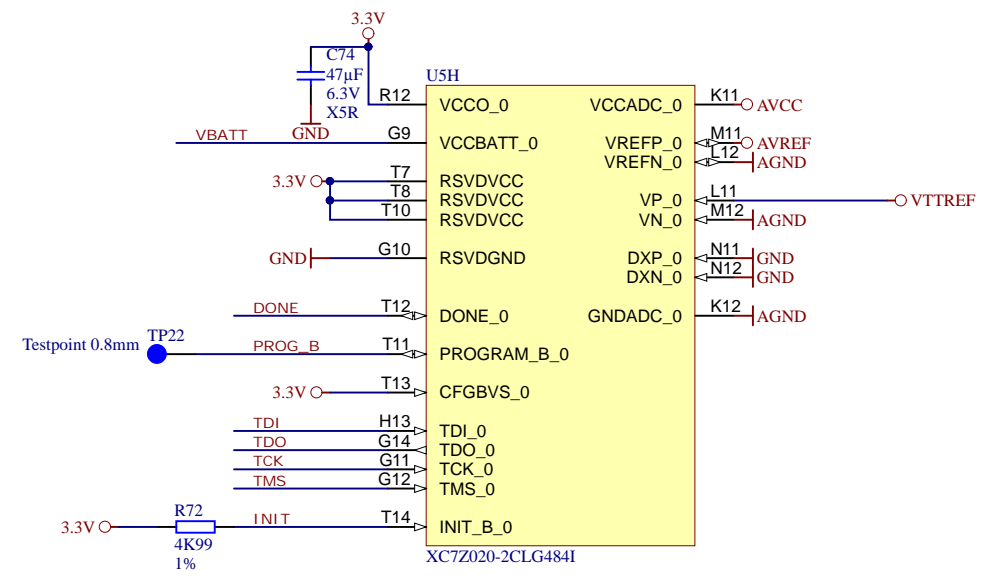 3.3V
C74
47µF
6.3V
X5R
GND
U5H
R12 VCCO_0 VCCADC_0 K11 AVCC
VBATT G9 VCCBATT_0 VREFP_0 M11 AVREF
VREFN_0 L12 AGND
3.3V T7 RSVDVCC
T8 RSVDVCC VP_0 L11 VTTREF
T10 RSVDVCC VN_0 M12 AGND
GND G10 RSVDGND DXP_0 N11 GND
DXN_0 N12 GND
DONE T12 DONE_0 GNDADC_0 K12 AGND
Testpoint 0.8mm TP22 PROG_B T11 PROGRAM_B_0
3.3V T13 CFGBVS_0
TDI H13 TDI_0
TDO G14 TDO_0
TCK G11 TCK_0
TMS G12 TMS_0
R72
3.3V INIT T14 INIT_B_0
4K99
1%
XC7Z020-2CLG484I